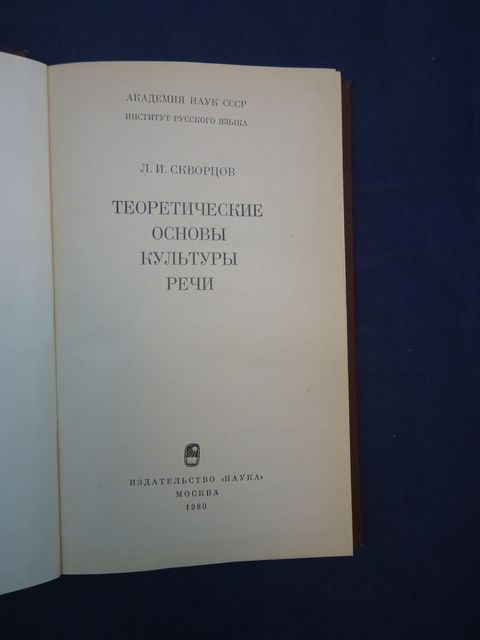 АКАДЕМИЯ НАУК СССР
ИНСТИТУТ РУССКОГО ЯЗЫКА
Л. И. СКВОРЦОВ
ТЕОРЕТИЧЕСКИЕ
ОСНОВЫ
КУЛЬТУРЫ
РЕЧИ
ИЗДАТЕЛЬСТВО «НАУКА»
МОСКВА
1980